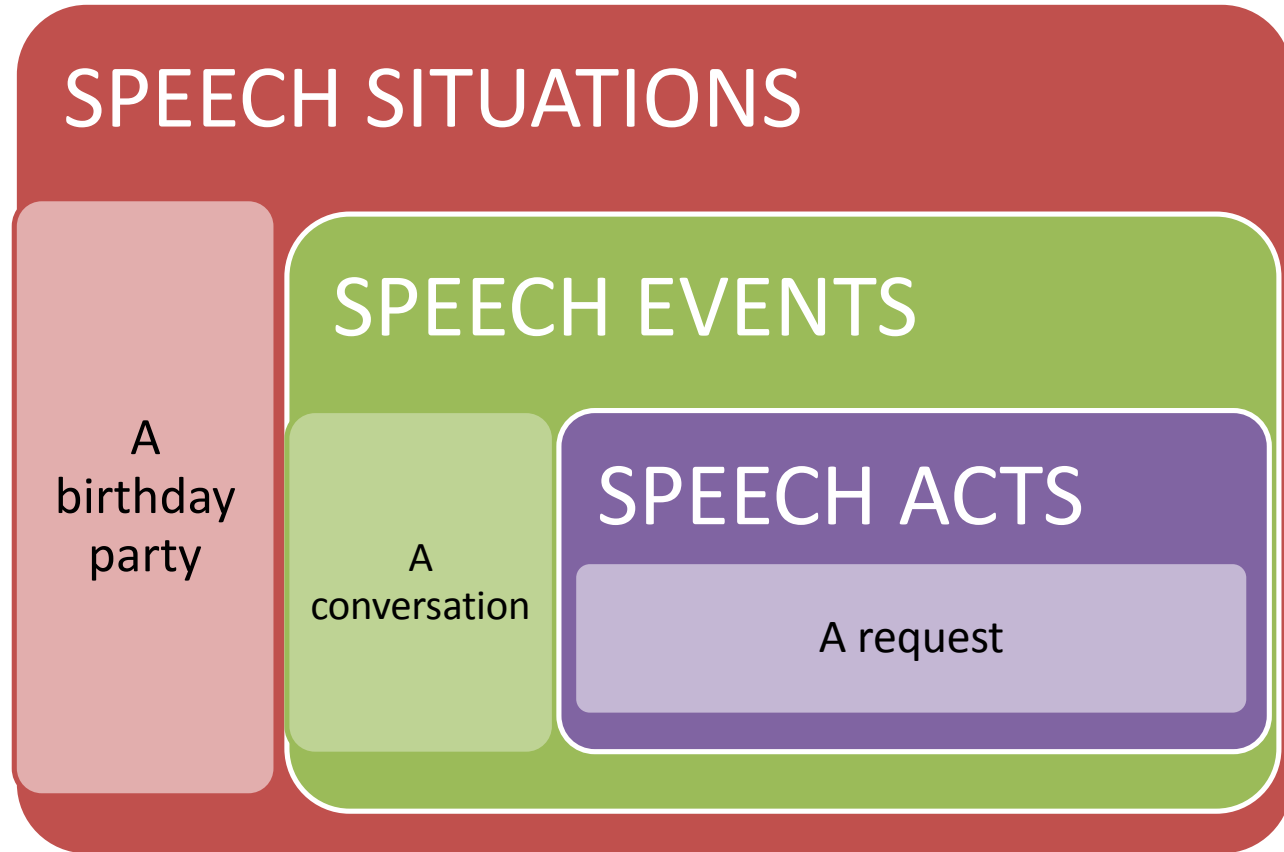 SPEECH SITUATIONS
A
birthday
party
SPEECH EVENTS
A
conversation
SPEECH ACTS
A request